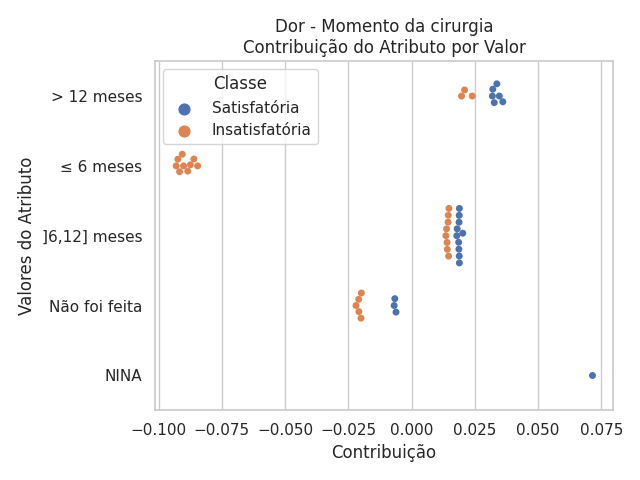 Dor - Momento da cirurgia
Contribuição do Atributo por Valor
Classe
Satisfatória
Insatisfatória
Valores do Atributo
> 12 meses
≤ 6 meses
]6,12] meses
Não foi feita
NINA
−0.100 −0.075 −0.050 −0.025 0.000 0.025 0.050 0.075
Contribuição